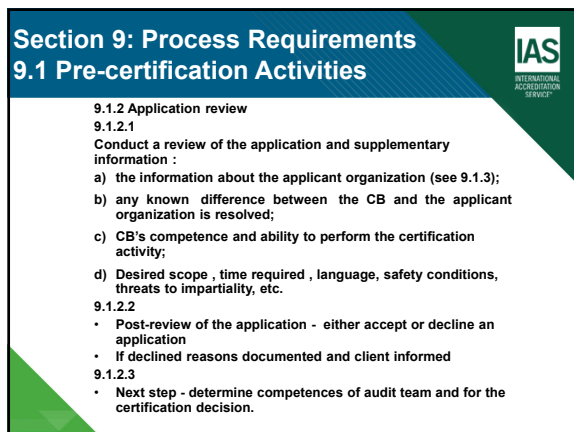 Section 9: Process Requirements
9.1 Pre-certification Activities
IAS
INTERNATIONAL
ACCREDITATION
SERVICE®
9.1.2 Application review
9.1.2.1
Conduct a review of the application and supplementary
information :
a) the information about the applicant organization (see 9.1.3);
b) any known difference between the CB and the applicant
organization is resolved;
c) CB's competence and ability to perform the certification
activity;
d) Desired scope , time required , language, safety conditions,
threats to impartiality, etc.
9.1.2.2
• Post-review of the application - either accept or decline an
application
• If declined reasons documented and client informed
9.1.2.3
• Next step - determine competences of audit team and for the
certification decision.